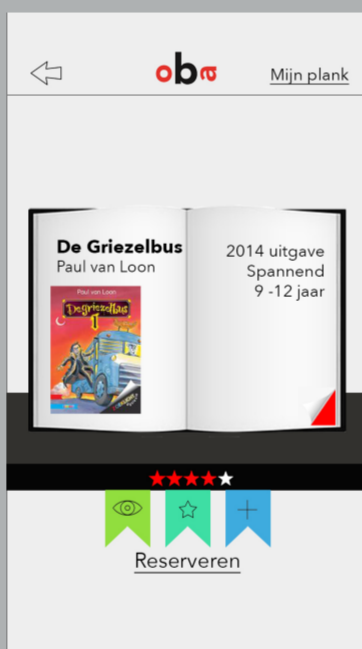 oba
Mijn plank
De Griezelbus
Paul van Loon
Paul van Loon
De griezelbus
1
2014 uitgave
Spannend
9 -12 jaar
Reserveren